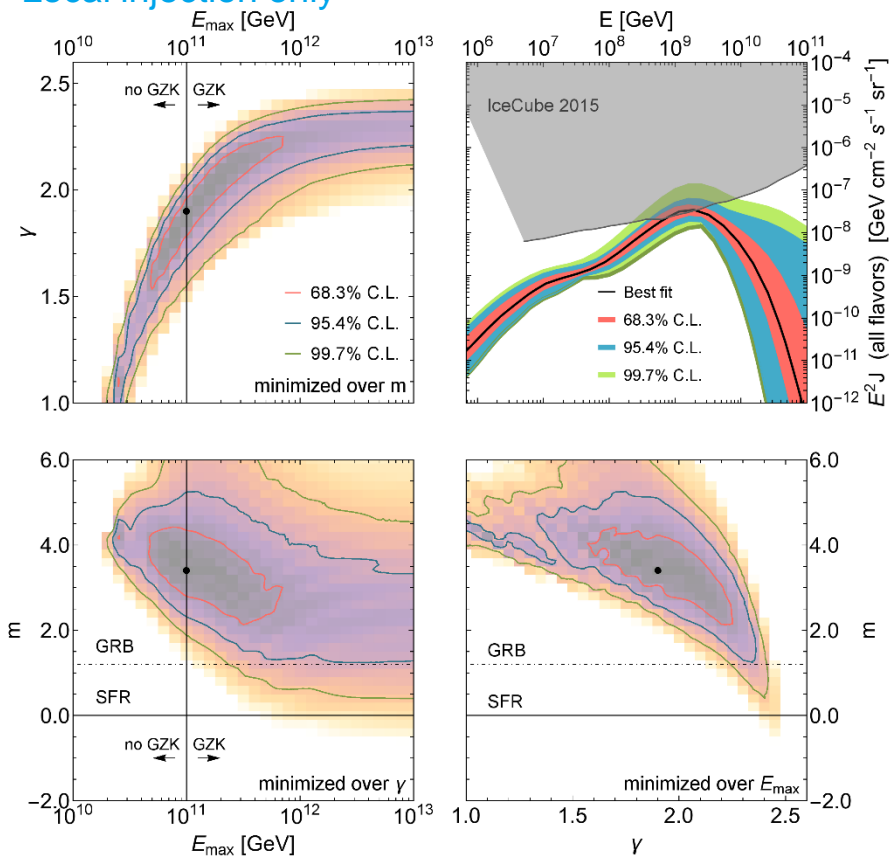 Local injection only
E_max [GeV]
10^10 10^11 10^12 10^13
2.6
2.0
1.5
1.0
γ
no GZK GZK
68.3% C.L.
95.4% C.L.
99.7% C.L.
minimized over m
E [GeV]
10^6 10^7 10^8 10^9 10^10 10^11
IceCube 2015
Best fit
68.3% C.L.
95.4% C.L.
99.7% C.L.
10^-4
10^-5
10^-6
10^-7
10^-8
10^-9
10^-10
10^-11
10^-12
E²J (all flavors) [GeV cm^-2 s^-1 sr^-1]
6.0
4.0
2.0
0.0
−2.0
m
GRB
SFR
no GZK GZK
minimized over γ
10^10 10^11 10^12 10^13
E_max [GeV]
GRB
SFR
minimized over E_max
6.0
4.0
2.0
0.0
−2.0
m
1.0 1.5 2.0 2.6
γ